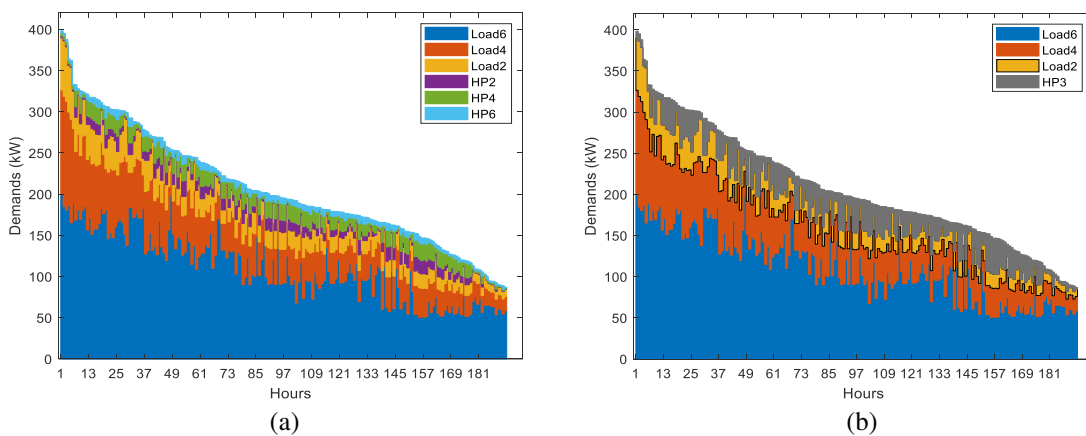 400
350
300
250
200
150
100
50
0
Demands (kW)
Load6
Load4
Load2
HP2
HP4
HP6
1 13 25 37 49 61 73 85 97 109 121 133 145 157 169 181
Hours
(a)
400
350
300
250
200
150
100
50
0
Demands (kW)
Load6
Load4
Load2
HP3
1 13 25 37 49 61 73 85 97 109 121 133 145 157 169 181
Hours
(b)